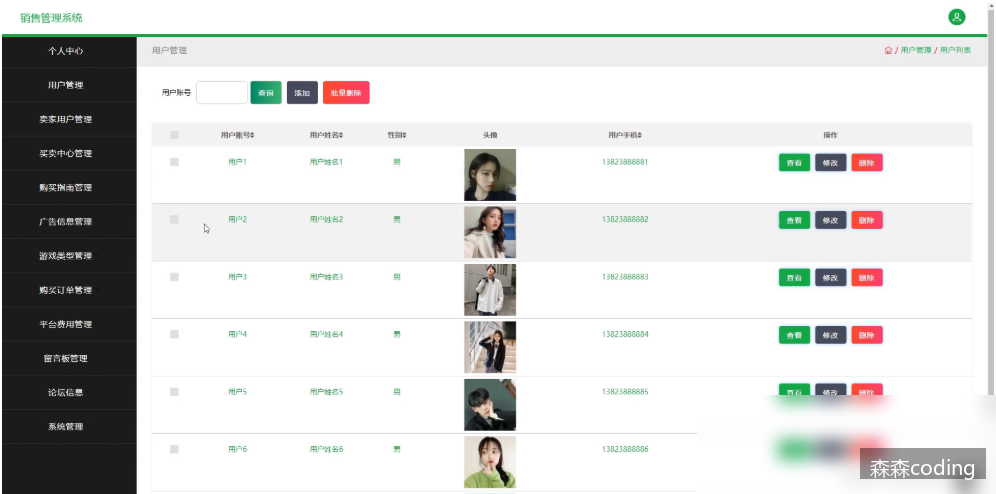 销售管理系统
个人中心
用户管理
卖家用户管理
买卖中心管理
购买指南管理
广告信息管理
游戏类型管理
购买订单管理
平台费用管理
留言板管理
论坛信息
系统管理
用户管理
/ 用户管理 / 用户列表
用户账号 查询 添加 批量删除
用户账号 用户姓名 性别 头像 用户手机 操作
用户1 用户姓名1 男 13823888881 查看 修改 删除
用户2 用户姓名2 男 13823888882 查看 修改 删除
用户3 用户姓名3 男 13823888883 查看 修改 删除
用户4 用户姓名4 男 13823888884 查看 修改 删除
用户5 用户姓名5 男 13823888885 查看 修改 删除
用户6 用户姓名6 男 13823888886
森森coding